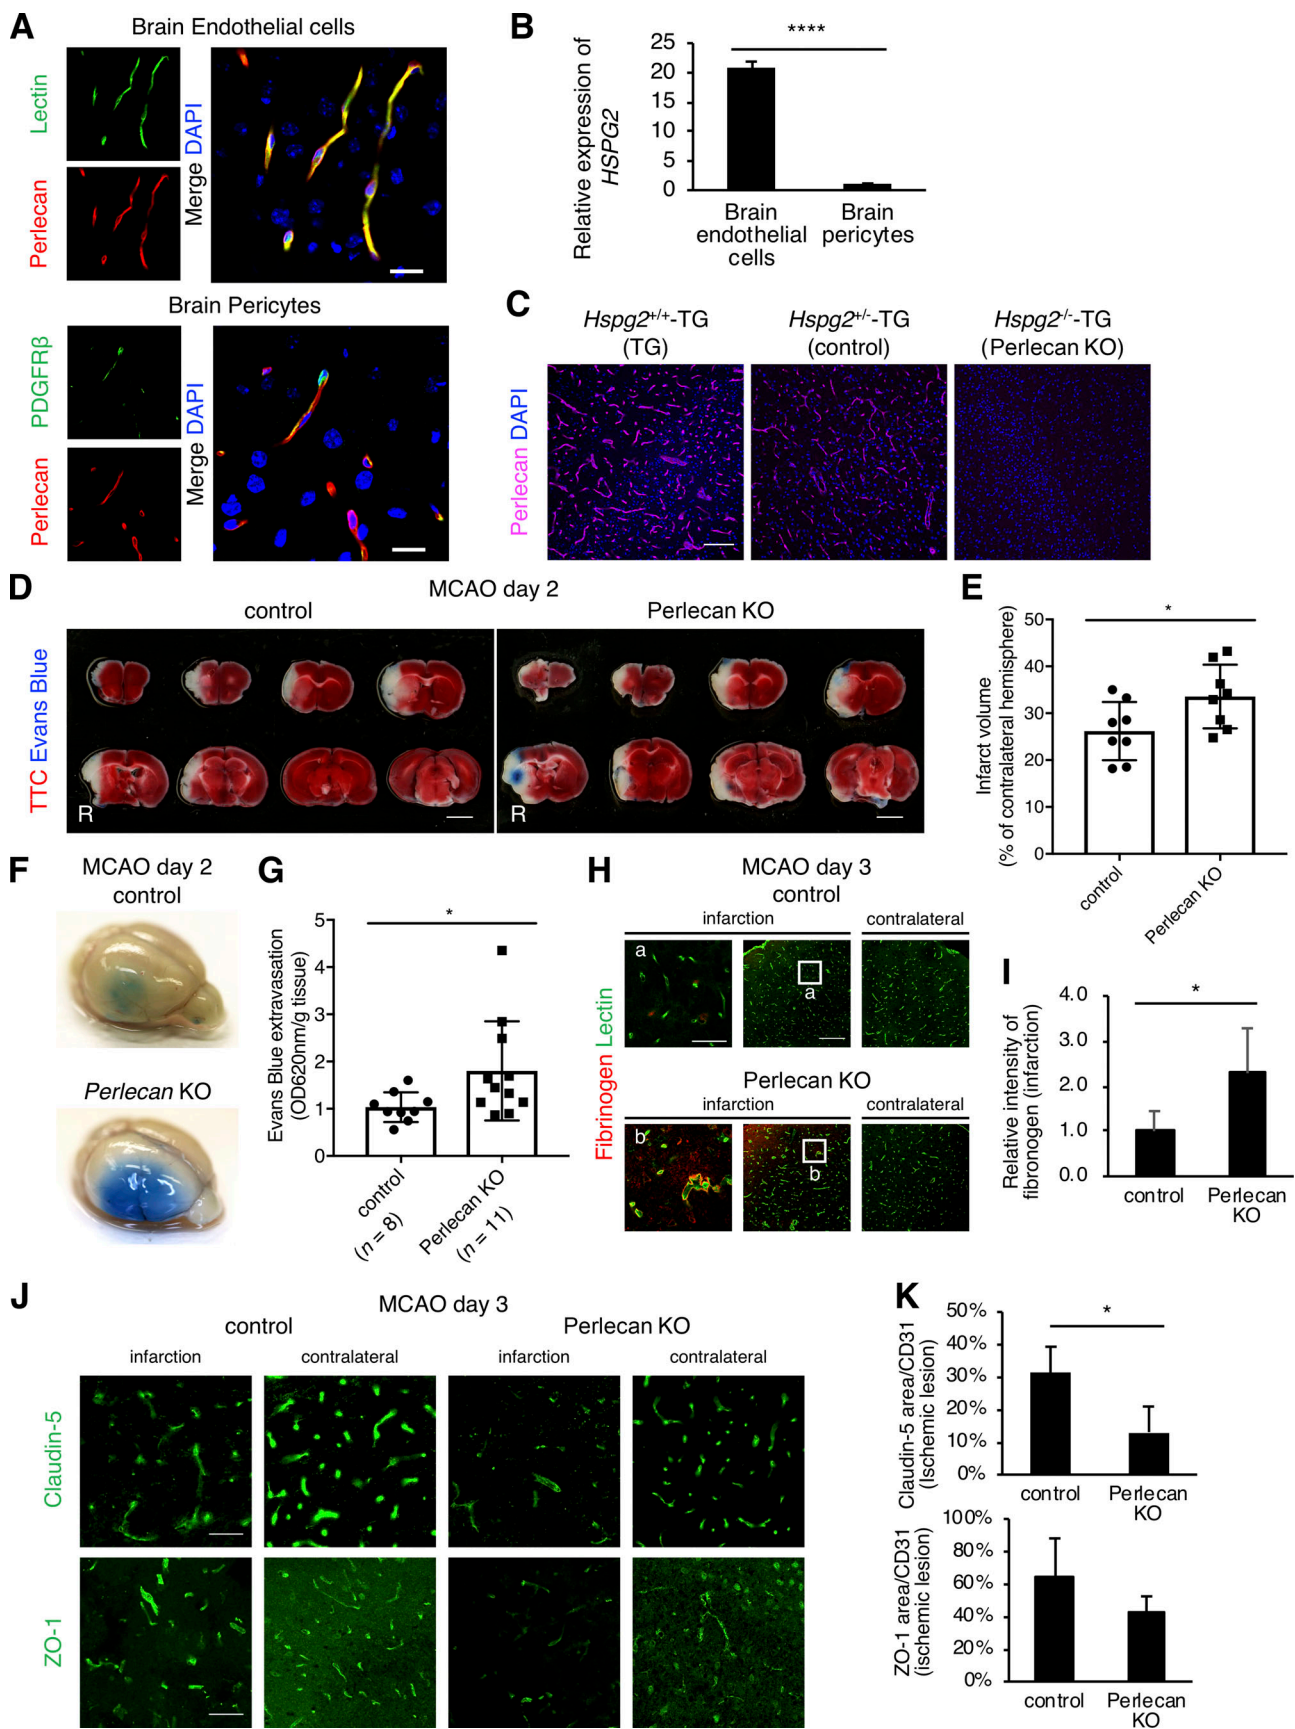 A
Brain Endothelial cells
Lectin
Perlecan
Merge DAPI
Brain Pericytes
PDGFRβ
Perlecan
Merge DAPI
B
****
Relative expression of
HSPG2
25
20
15
10
5
0
Brain
endothelial
cells
Brain
pericytes
C
Hspg2+/+-TG
(TG)
Hspg2+/--TG
(control)
Hspg2-/--TG
(Perlecan KO)
Perlecan DAPI
D
MCAO day 2
control
Perlecan KO
TTC Evans Blue
R
R
E
*
Infarct volume
(% of contralateral hemisphere)
50
40
30
20
10
0
control
Perlecan KO
F
MCAO day 2
control
Perlecan KO
G
*
Evans Blue extravasation
(OD620nm/g tissue)
5
4
3
2
1
0
control
(n = 8)
Perlecan KO
(n = 11)
H
MCAO day 3
control
infarction
contralateral
a
a
Fibrinogen Lectin
Perlecan KO
infarction
contralateral
b
b
I
*
Relative intensity of
fibronogen (infarction)
4.0
3.0
2.0
1.0
0.0
control
Perlecan
KO
J
MCAO day 3
control
Perlecan KO
infarction
contralateral
infarction
contralateral
Claudin-5
ZO-1
K
*
Claudin-5 area/CD31
(Ischemic lesion)
50%
40%
30%
20%
10%
0%
control
Perlecan
KO
ZO-1 area/CD31
(ischemic lesion)
100%
80%
60%
40%
20%
0%
control
Perlecan
KO